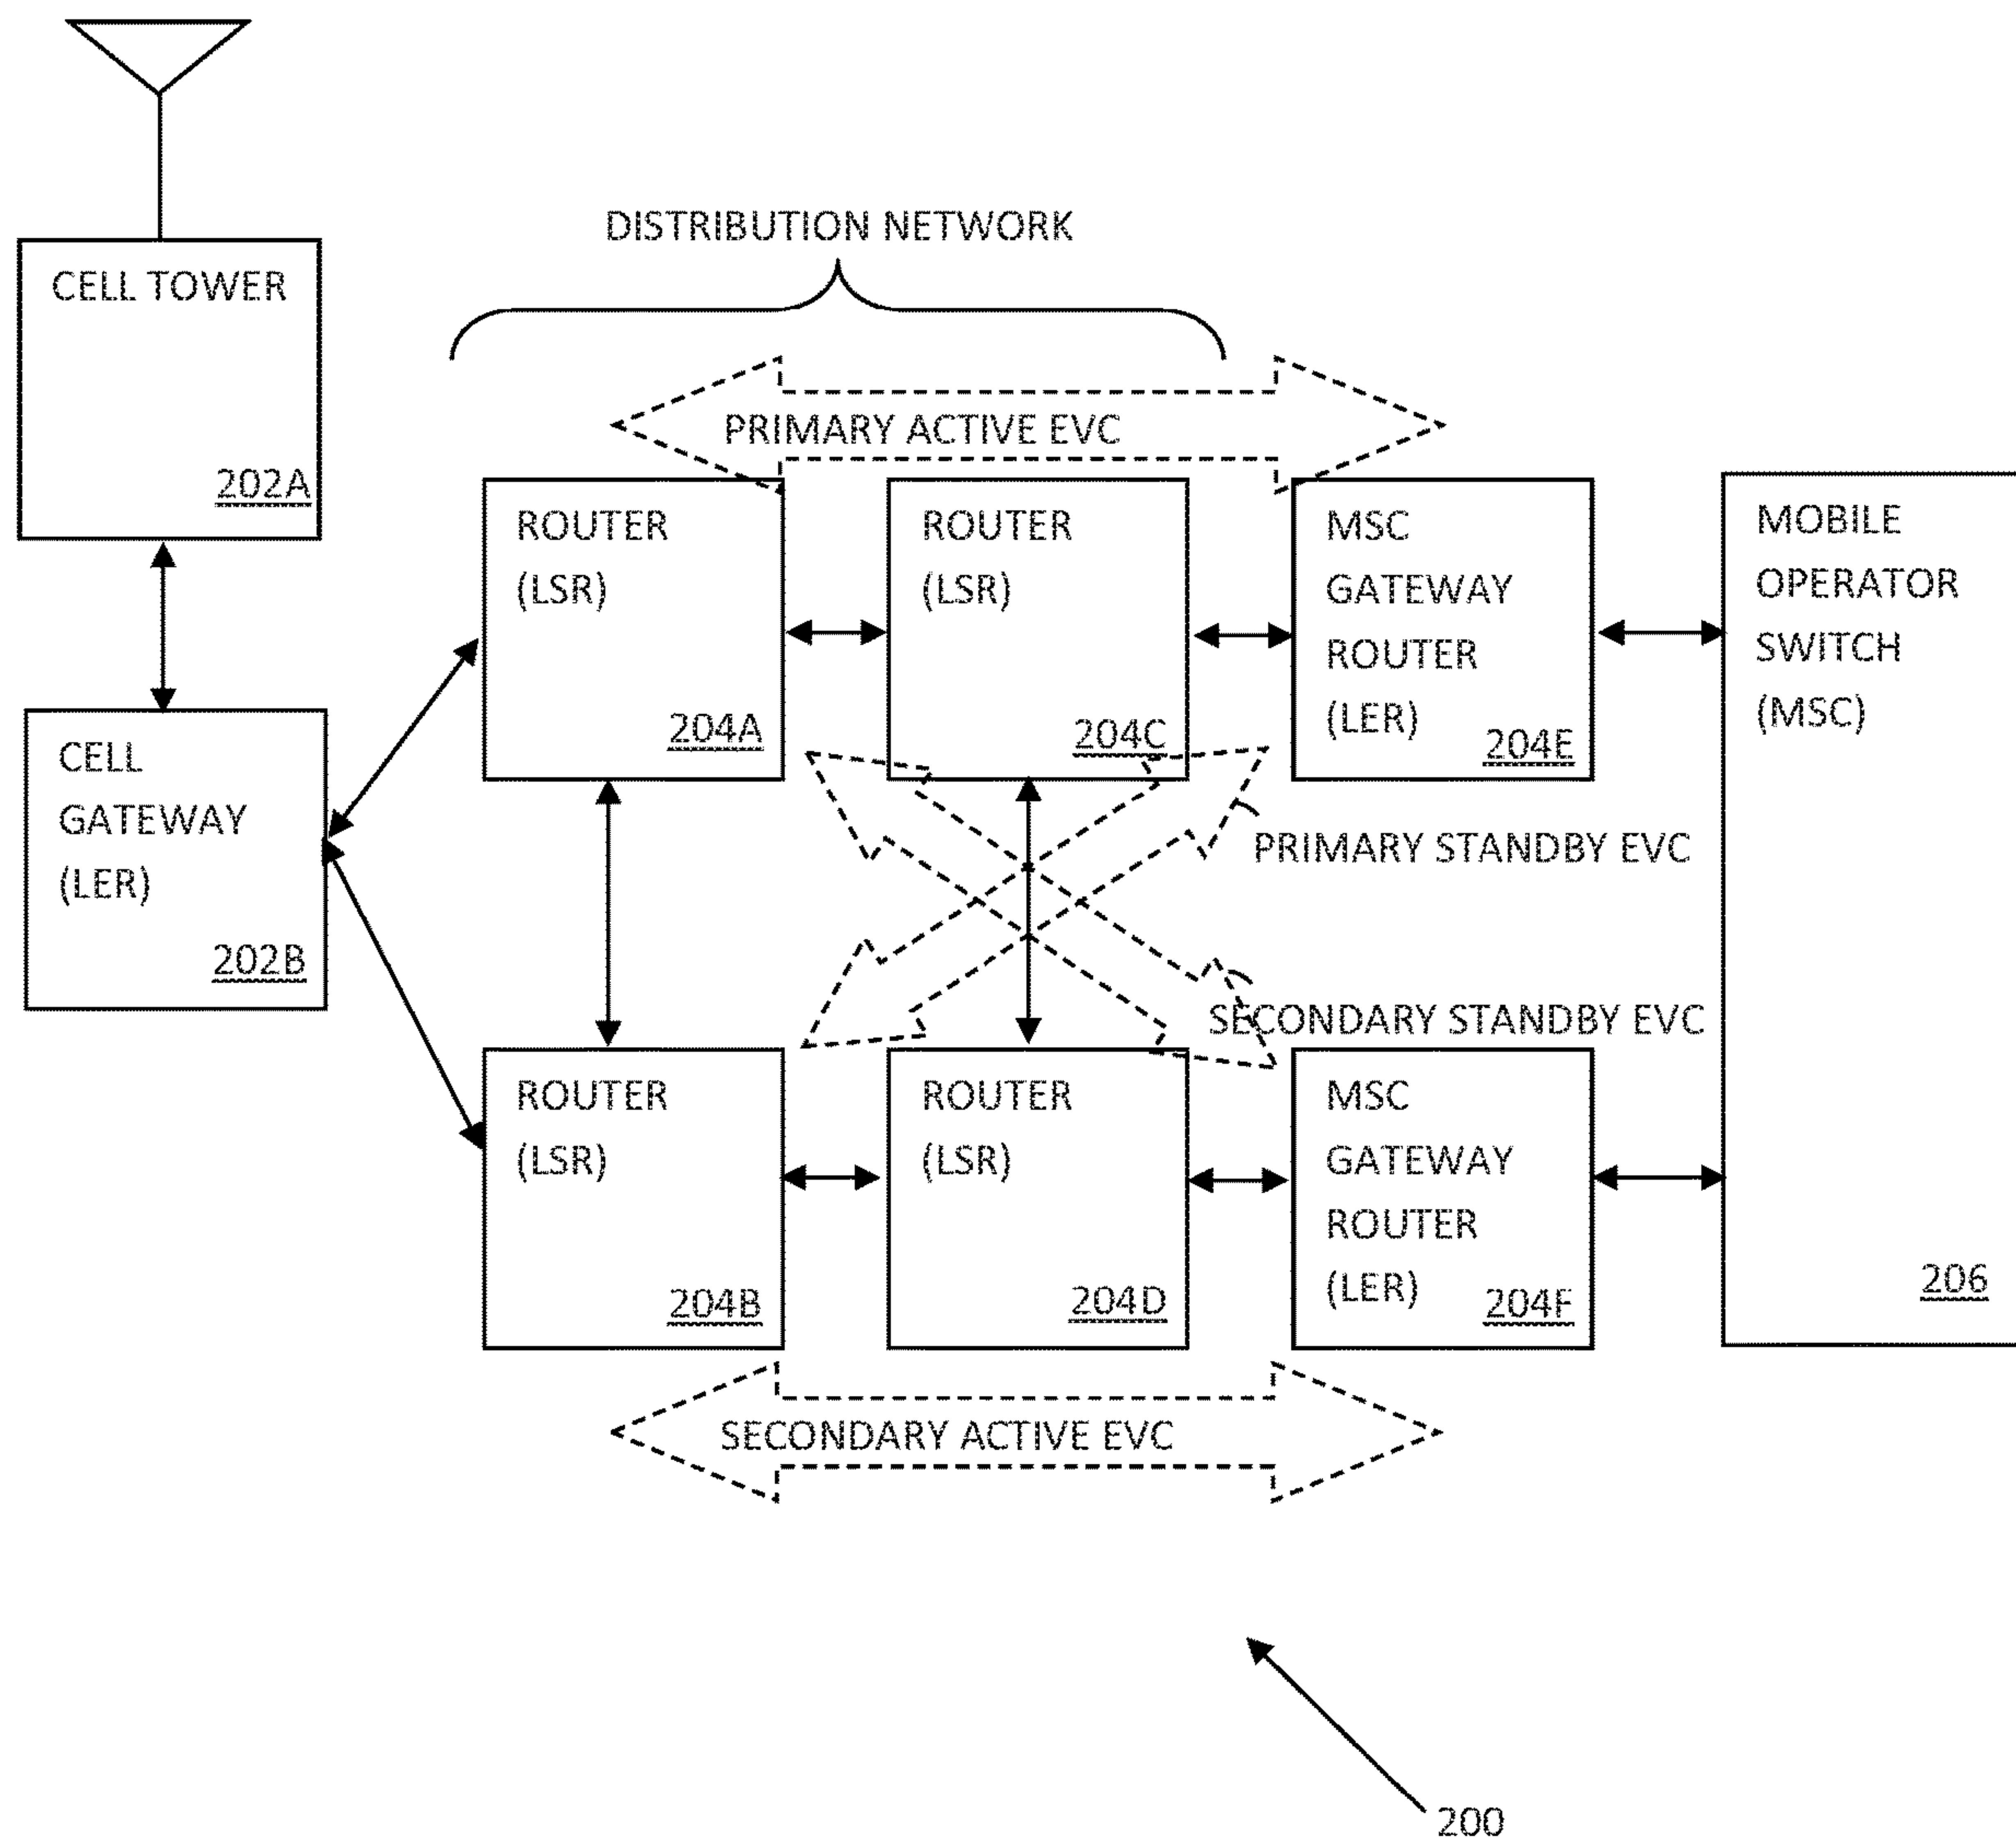 DISTRIBUTION NETWORK
CELL TOWER
202A
PRIMARY ACTIVE EVC
ROUTER
(LSR)
204A
ROUTER
(LSR)
204C
MSC
GATEWAY
ROUTER
(LER)
204E
MOBILE
OPERATOR
SWITCH
(MSC)
206
CELL
GATEWAY
(LER)
202B
PRIMARY STANDBY EVC
SECONDARY STANDBY EVC
ROUTER
(LSR)
204B
ROUTER
(LSR)
204D
MSC
GATEWAY
ROUTER
(LER)
204F
SECONDARY ACTIVE EVC
200